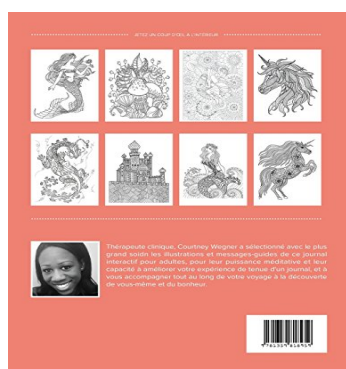 JETEZ UN COUP D'OEIL À L'INTÉRIEUR
Thérapeute clinique, Courtney Wegner a sélectionné avec le plus
grand soidn les illustrations et messages-guides de ce journal
interactif pour adultes, pour leur puissance méditative et leur
capacité à améliorer votre expérience de tenue d'un journal, et à
vous accompagner tout au long de votre voyage à la découverte
de vous-même et du bonheur.